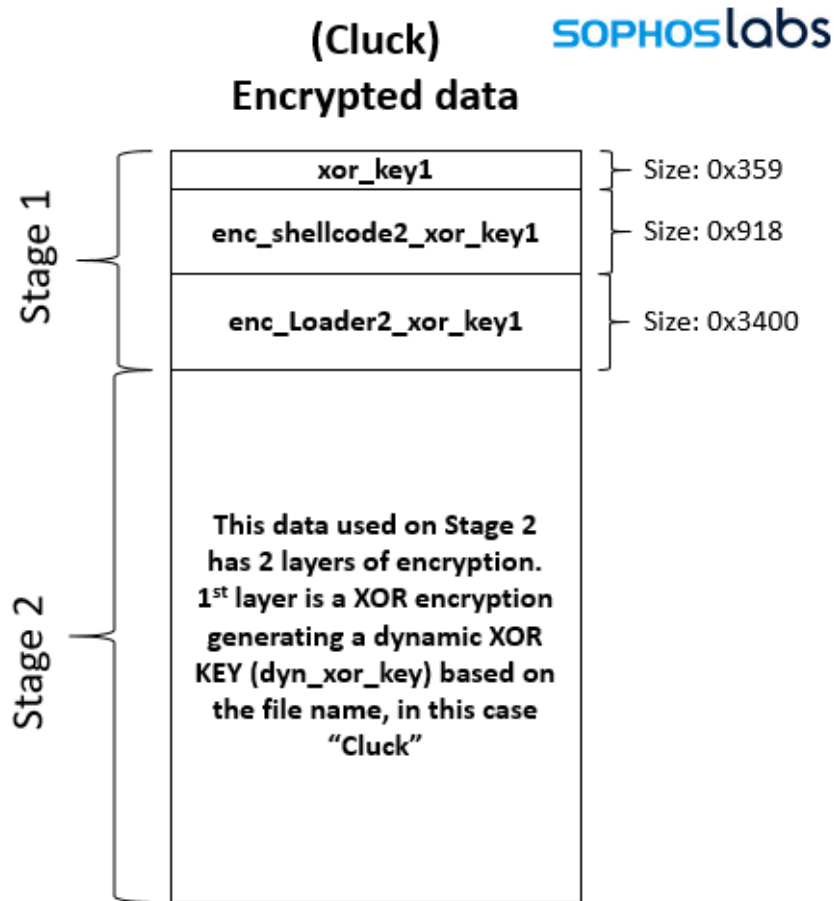 (Cluck)
SOPHOSlabs
Encrypted data
Stage 1
xor_key1
Size: 0x359
enc_shellcode2_xor_key1
Size: 0x918
enc_Loader2_xor_key1
Size: 0x3400
Stage 2
This data used on Stage 2
has 2 layers of encryption.
1st layer is a XOR encryption
generating a dynamic XOR
KEY (dyn_xor_key) based on
the file name, in this case
“Cluck”